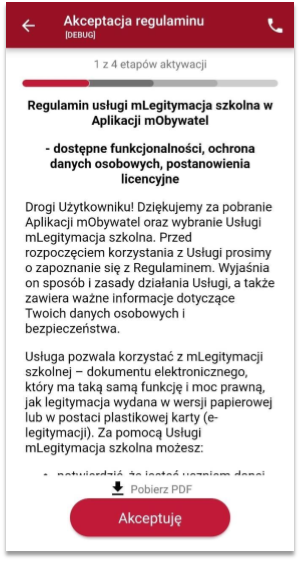 Akceptacja regulaminu
[DEBUG]
1 z 4 etapów aktywacji
Regulamin usługi mLegitymacja szkolna w
Aplikacji mObywatel
- dostępne funkcjonalności, ochrona
danych osobowych, postanowienia
licencyjne
Drogi Użytkowniku! Dziękujemy za pobranie
Aplikacji mObywatel oraz wybranie Usługi
mLegitymacja szkolna. Przed
rozpoczęciem korzystania z Usługi prosimy
o zapoznanie się z Regulaminem. Wyjaśnia
on sposób i zasady działania Usługi, a także
zawiera ważne informacje dotyczące
Twoich danych osobowych i
bezpieczeństwa.
Usługa pozwala korzystać z mLegitymacji
szkolnej – dokumentu elektronicznego,
który ma taką samą funkcję i moc prawną,
jak legitymacja wydana w wersji papierowej
lub w postaci plastikowej karty (e-
legitymacji). Za pomocą Usługi
mLegitymacja szkolna możesz:
• potwierdzić, że jesteś uczniem danej
Pobierz PDF
Akceptuję